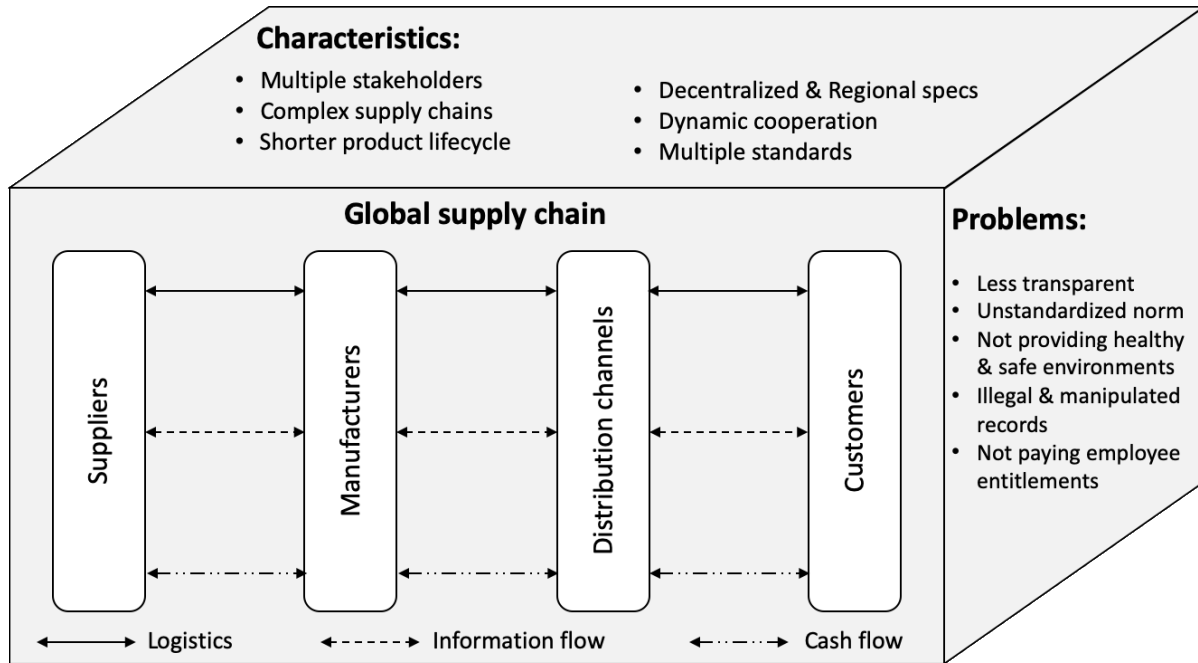 Characteristics:
• Multiple stakeholders
• Complex supply chains
• Shorter product lifecycle
• Decentralized & Regional specs
• Dynamic cooperation
• Multiple standards
Global supply chain
Suppliers
Manufacturers
Distribution channels
Customers
Problems:
• Less transparent
• Unstandardized norm
• Not providing healthy
& safe environments
• Illegal & manipulated
records
• Not paying employee
entitlements
Logistics
Information flow
Cash flow